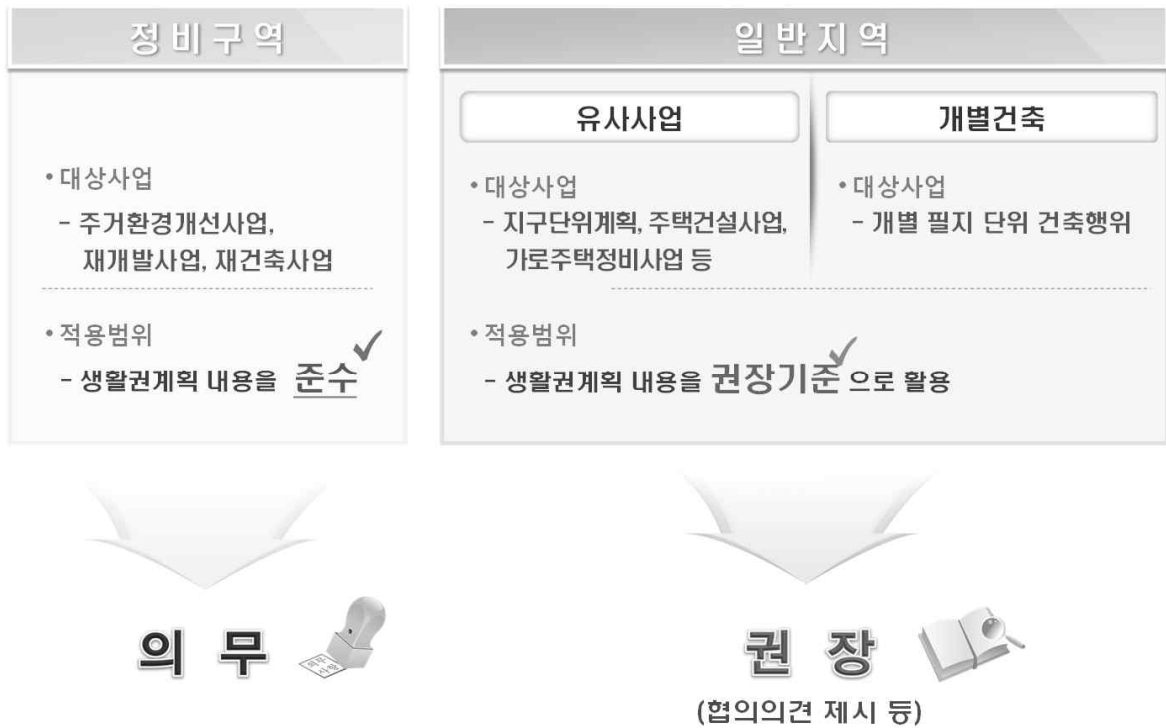 정비구역
• 대상사업
- 주거환경개선사업,
재개발사업, 재건축사업
• 적용범위
- 생활권계획 내용을 준수
의 무
일반지역
유사사업
• 대상사업
- 지구단위계획, 주택건설사업,
가로주택정비사업 등
개별건축
• 대상사업
- 개별 필지 단위 건축행위
• 적용범위
- 생활권계획 내용을 권장기준 으로 활용
권 장
(협의의견 제시 등)